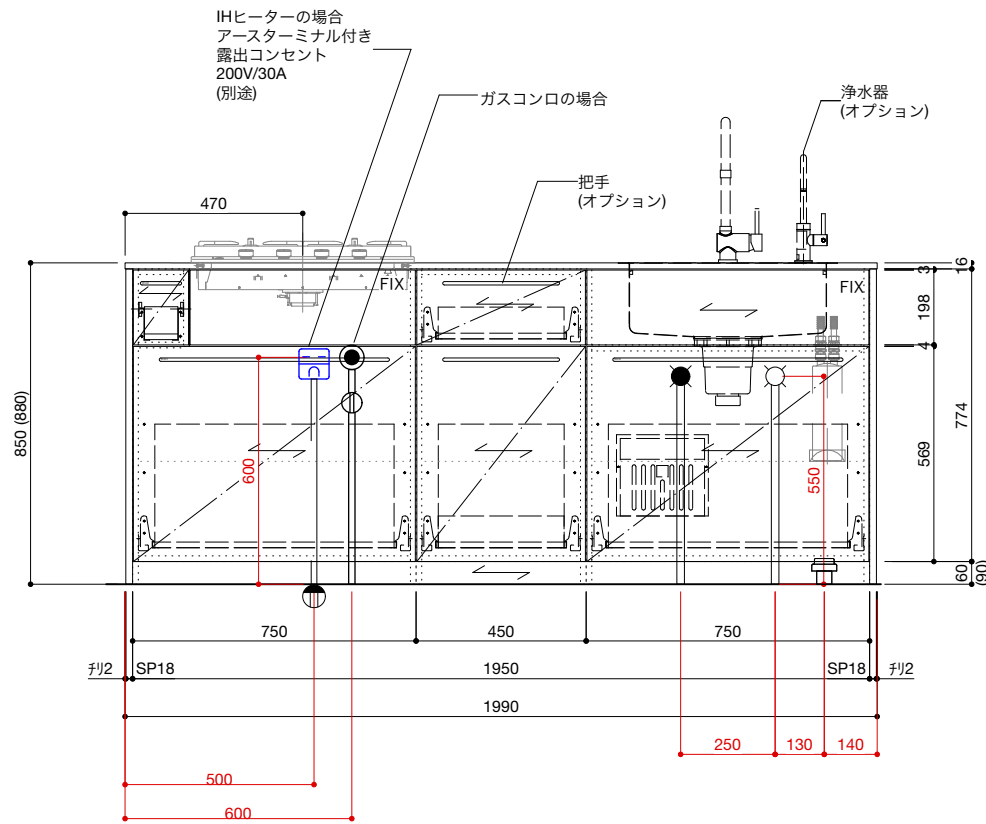 IHヒーターの場合
アースターミナル付き
露出コンセント
200V/30A
(別途)
ガスコンロの場合
浄水器
(オプション)
把手
(オプション)
470
FIX
FIX
16
3
198
4
850 (880)
600
550
569
774
60
(90)
750
450
750
チリ2
SP18
1950
SP18
チリ2
1990
250
130
140
500
600